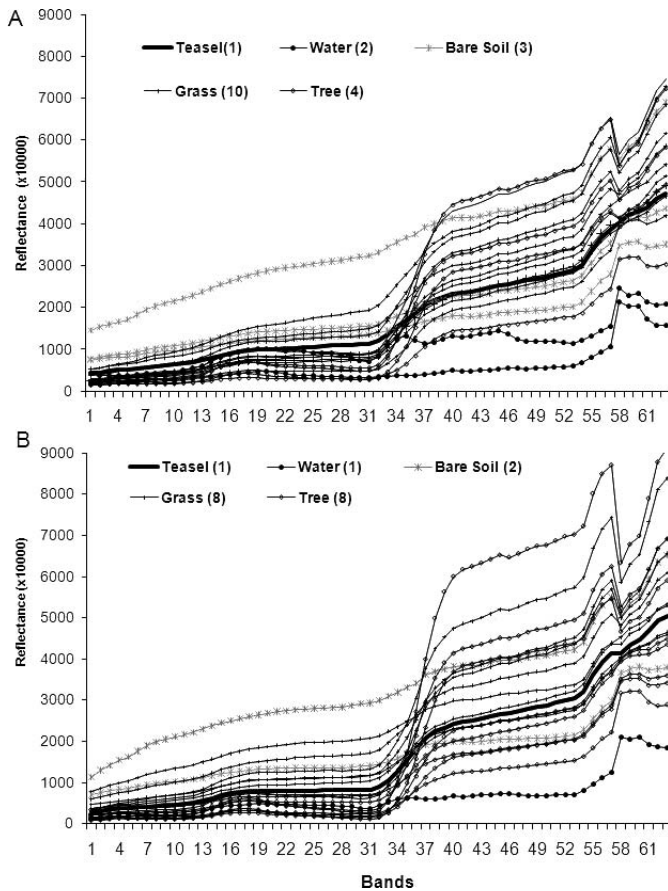 A
Teasel(1) Water (2) Bare Soil (3)
Grass (10) Tree (4)
Reflectance (x10000)
9000
8000
7000
6000
5000
4000
3000
2000
1000
0
1 4 7 10 13 16 19 22 25 28 31 34 37 40 43 46 49 52 55 58 61
B
Teasel (1) Water (1) Bare Soil (2)
Grass (8) Tree (8)
Reflectance (x10000)
9000
8000
7000
6000
5000
4000
3000
2000
1000
0
1 4 7 10 13 16 19 22 25 28 31 34 37 40 43 46 49 52 55 58 61
Bands